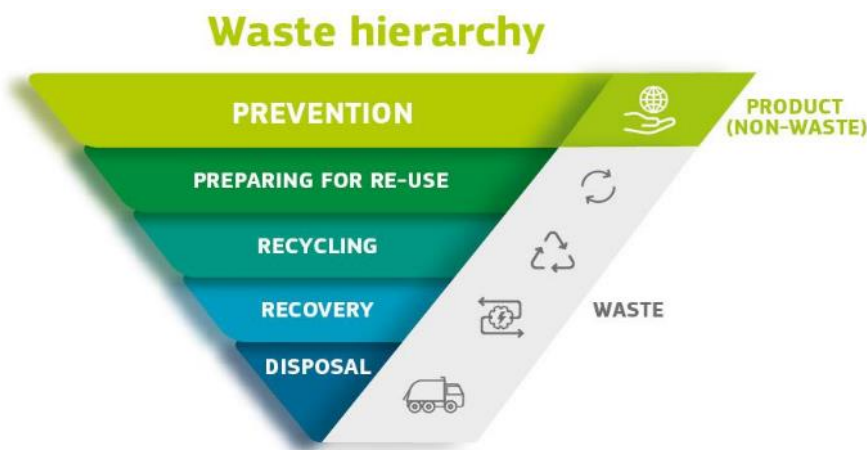 Waste hierarchy
PREVENTION
PRODUCT
(NON-WASTE)
PREPARING FOR RE-USE
RECYCLING
RECOVERY
WASTE
DISPOSAL